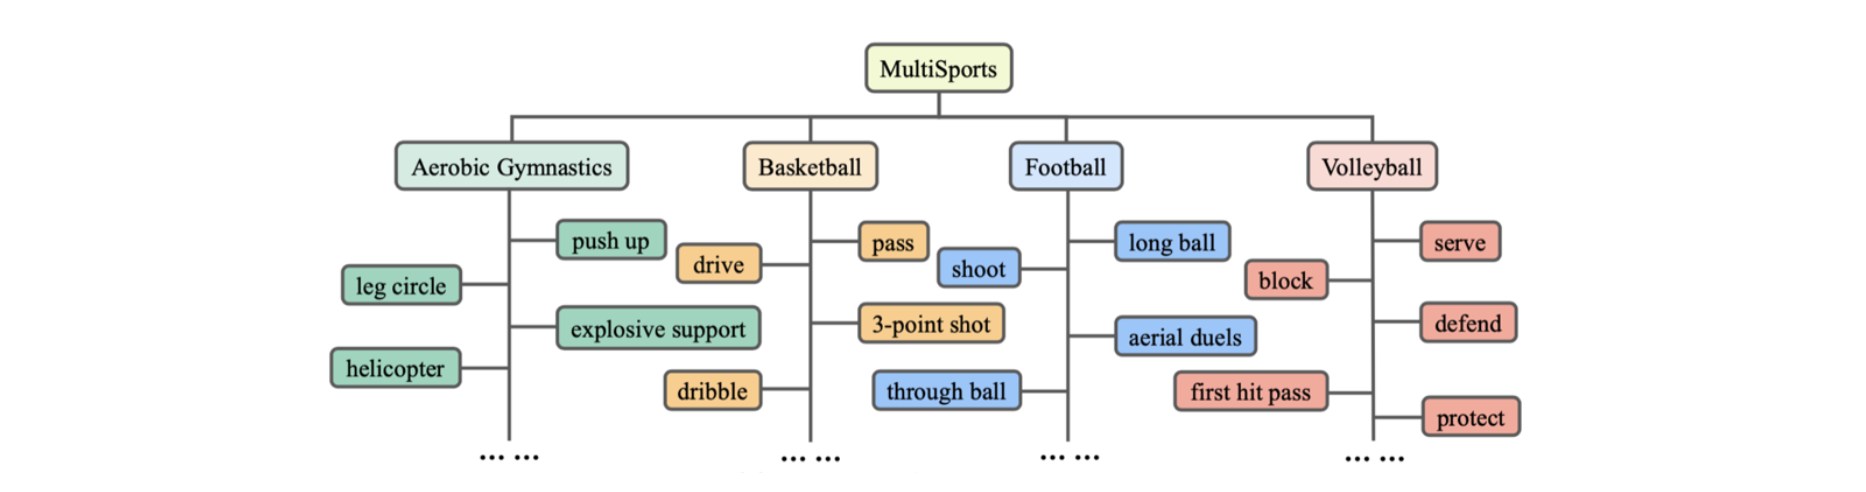 MultiSports
Aerobic Gymnastics
Basketball
Football
Volleyball
push up
leg circle
explosive support
helicopter
... ...
pass
drive
3-point shot
dribble
... ...
long ball
shoot
aerial duels
through ball
... ...
serve
block
defend
first hit pass
protect
... ...